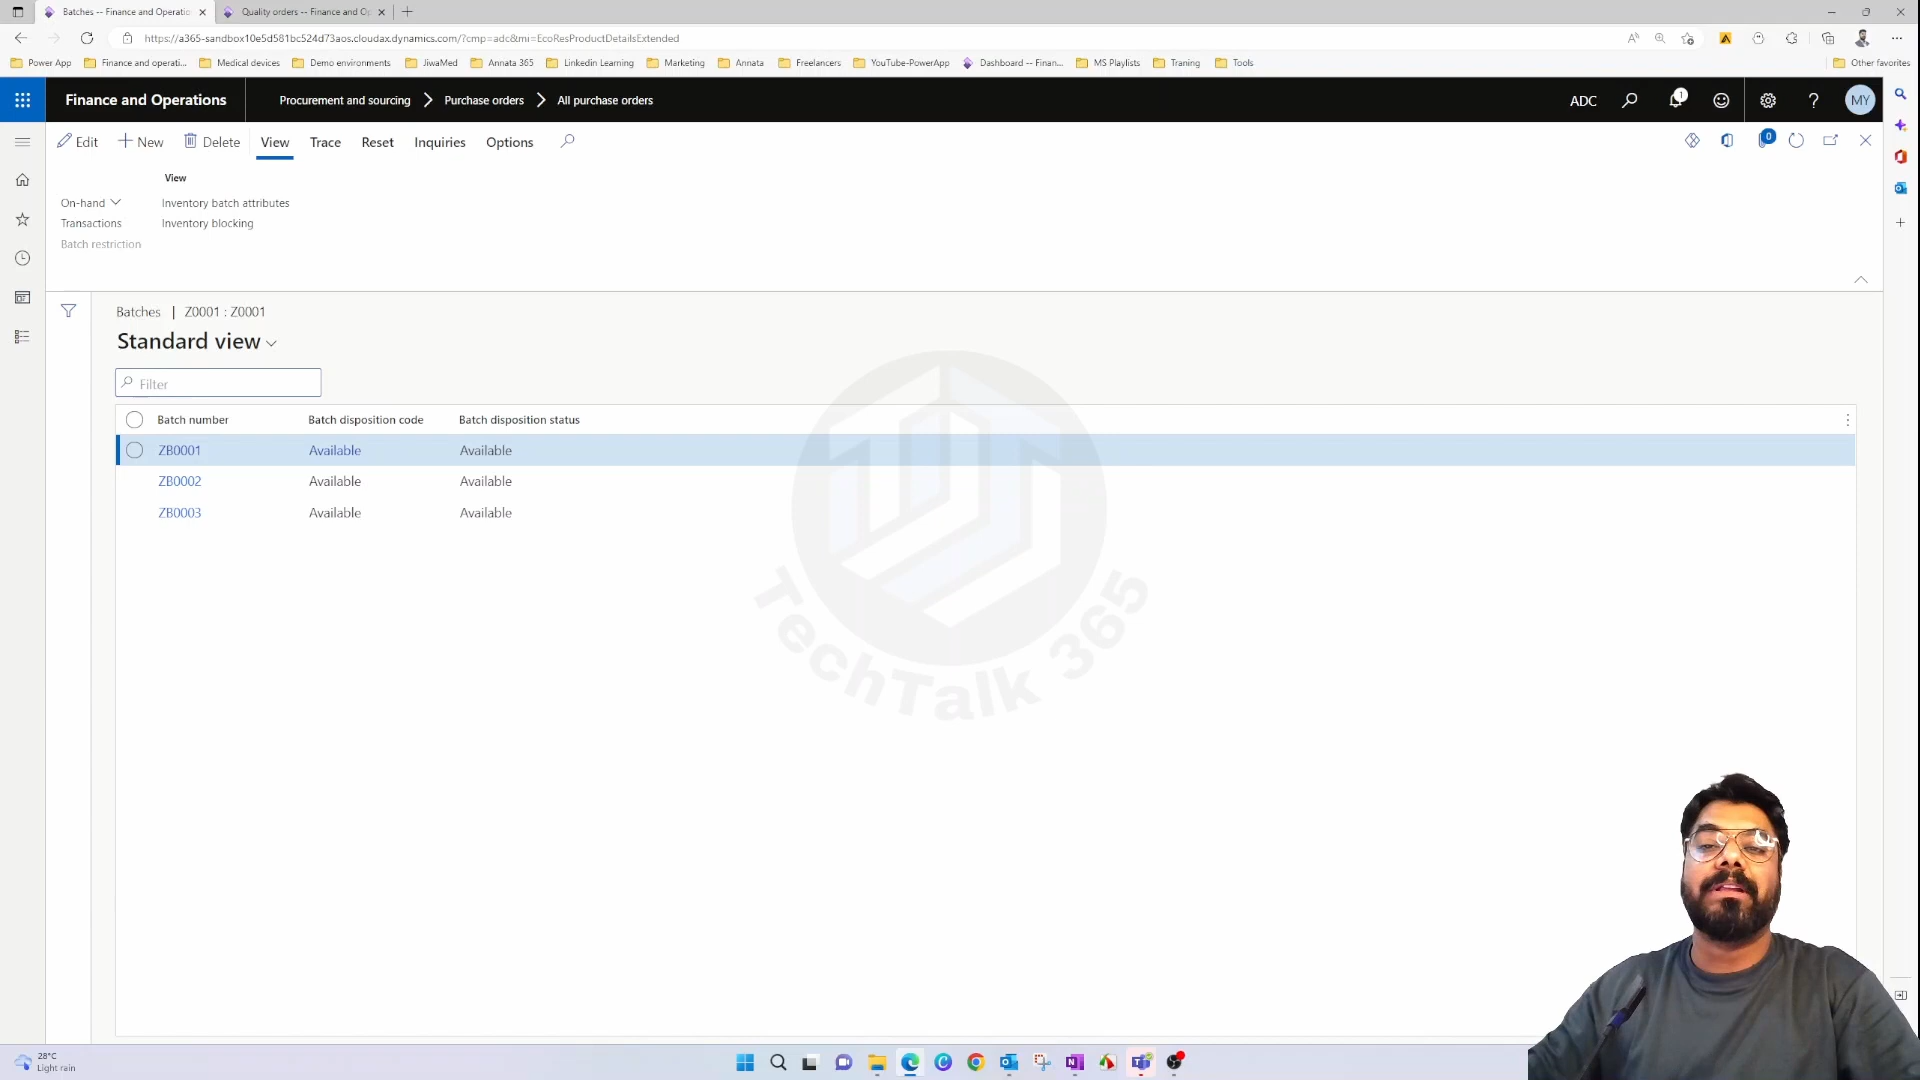 Batches -- Finance and Operatio
Quality orders -- Finance and Op
https://a365-sandbox10e5d581bc524d73aos.cloudax.dynamics.com/?cmp=adc&mi=EcoResProductDetailsExtended
Power App
Finance and operati...
Medical devices
Demo environments
JiwaMed
Annata 365
Linkedin Learning
Marketing
Annata
Freelancers
YouTube-PowerApp
Dashboard -- Finan...
MS Playlists
Traning
Tools
Other favorites
Finance and Operations
Procurement and sourcing
Purchase orders
All purchase orders
ADC
1
MY
Edit
New
Delete
View
Trace
Reset
Inquiries
Options
0
View
On-hand
Inventory batch attributes
Transactions
Inventory blocking
Batch restriction
Batches | Z0001 : Z0001
Standard view
Filter
Batch number Batch disposition code Batch disposition status
ZB0001 Available Available
ZB0002 Available Available
ZB0003 Available Available
TechTalk 365
28°C
Light rain